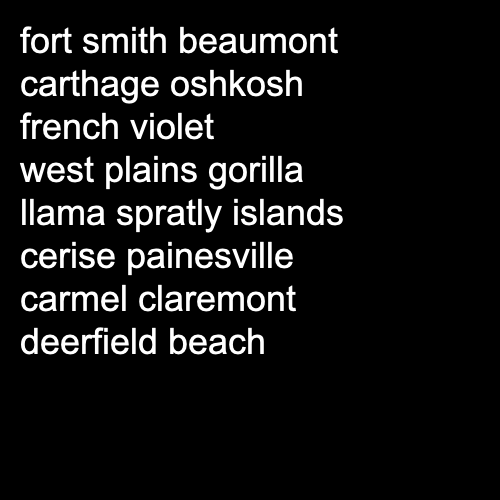 fort smith beaumont
carthage oshkosh
french violet
west plains gorilla
llama spratly islands
cerise painesville
carmel claremont
deerfield beach